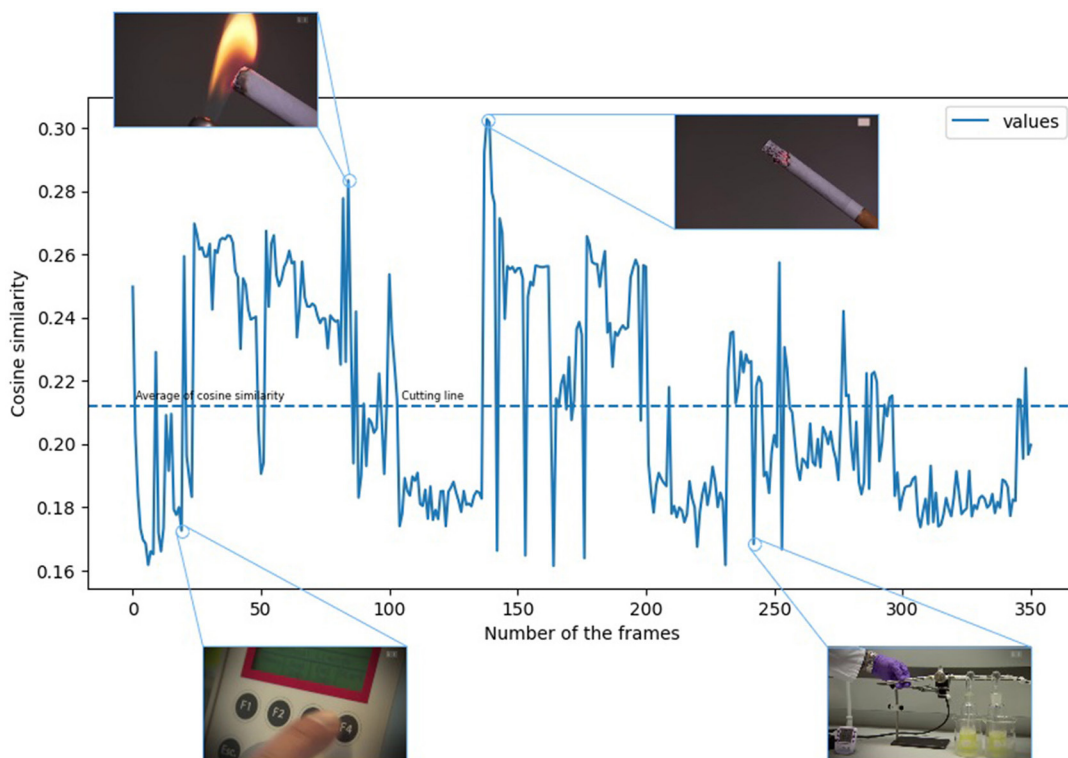 0.30
values
0.28
0.26
0.24
0.22
Average of cosine similarity
Cutting line
0.20
0.18
0.16
Cosine similarity
0
50
100
150
200
250
300
350
Number of the frames
F1
F2
F4
Esc